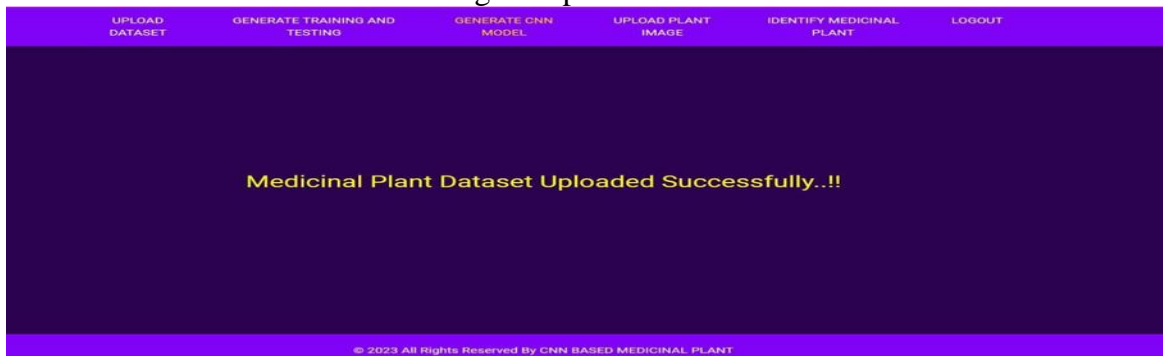 UPLOAD DATASET
GENERATE TRAINING AND TESTING
GENERATE CNN MODEL
UPLOAD PLANT IMAGE
IDENTIFY MEDICINAL PLANT
LOGOUT
Medicinal Plant Dataset Uploaded Successfully..!!
© 2023 All Rights Reserved By CNN BASED MEDICINAL PLANT